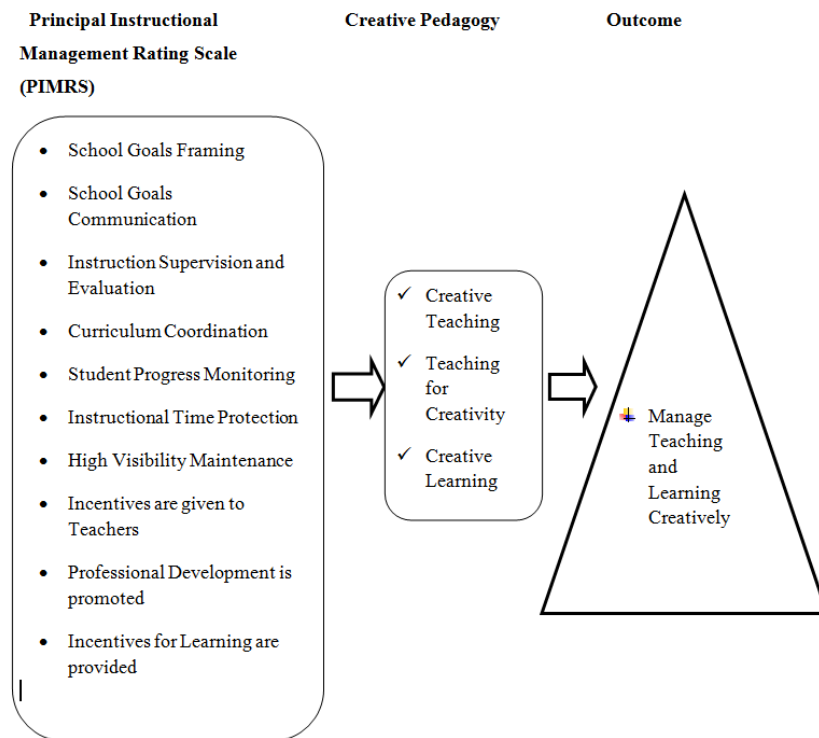 Principal Instructional
Management Rating Scale
(PIMRS)
Creative Pedagogy
Outcome
• School Goals Framing
• School Goals
Communication
• Instruction Supervision and
Evaluation
• Curriculum Coordination
• Student Progress Monitoring
• Instructional Time Protection
• High Visibility Maintenance
• Incentives are given to
Teachers
• Professional Development is
promoted
• Incentives for Learning are
provided
✓ Creative
Teaching
✓ Teaching
for
Creativity
✓ Creative
Learning
Manage
Teaching
and
Learning
Creatively